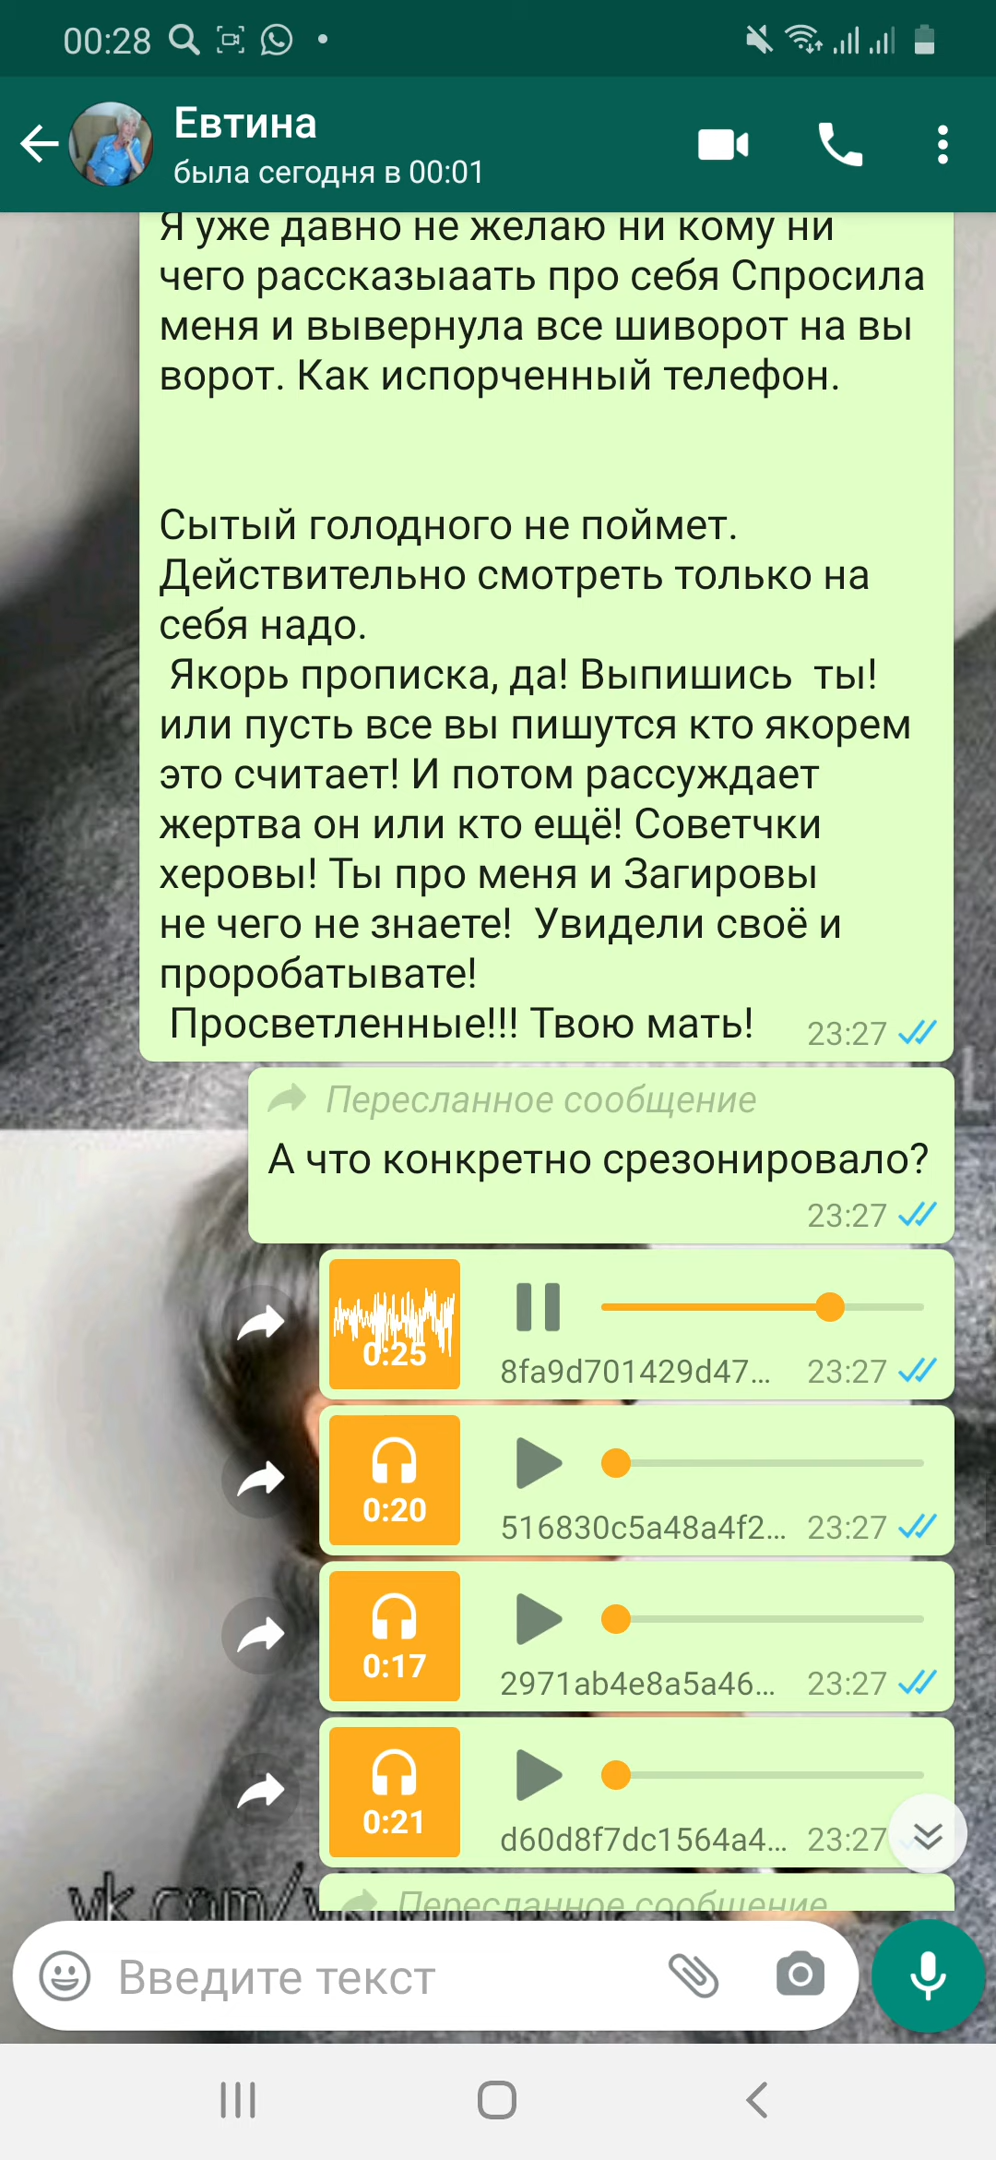 00:28
Евтина
была сегодня в 00:01
Я уже давно не желаю ни кому ни
чего рассказыаать про себя Спросила
меня и вывернула все шиворот на вы
ворот. Как испорченный телефон.
Сытый голодного не поймет.
Действительно смотреть только на
себя надо.
Якорь прописка, да! Выпишись ты!
или пусть все вы пишутся кто якорем
это считает! И потом рассуждает
жертва он или кто ещё! Советчки
херовы! Ты про меня и Загировы
не чего не знаете! Увидели своё и
проробатывате!
Просветленные!!! Твою мать!
23:27
Пересланное сообщение
А что конкретно срезонировало?
23:27
0:25
8fa9d701429d47... 23:27
0:20
516830c5a48a4f2... 23:27
0:17
2971ab4e8a5a46... 23:27
0:21
d60d8f7dc1564a4... 23:27
Пересланное сообщение
vk.com/
Введите текст